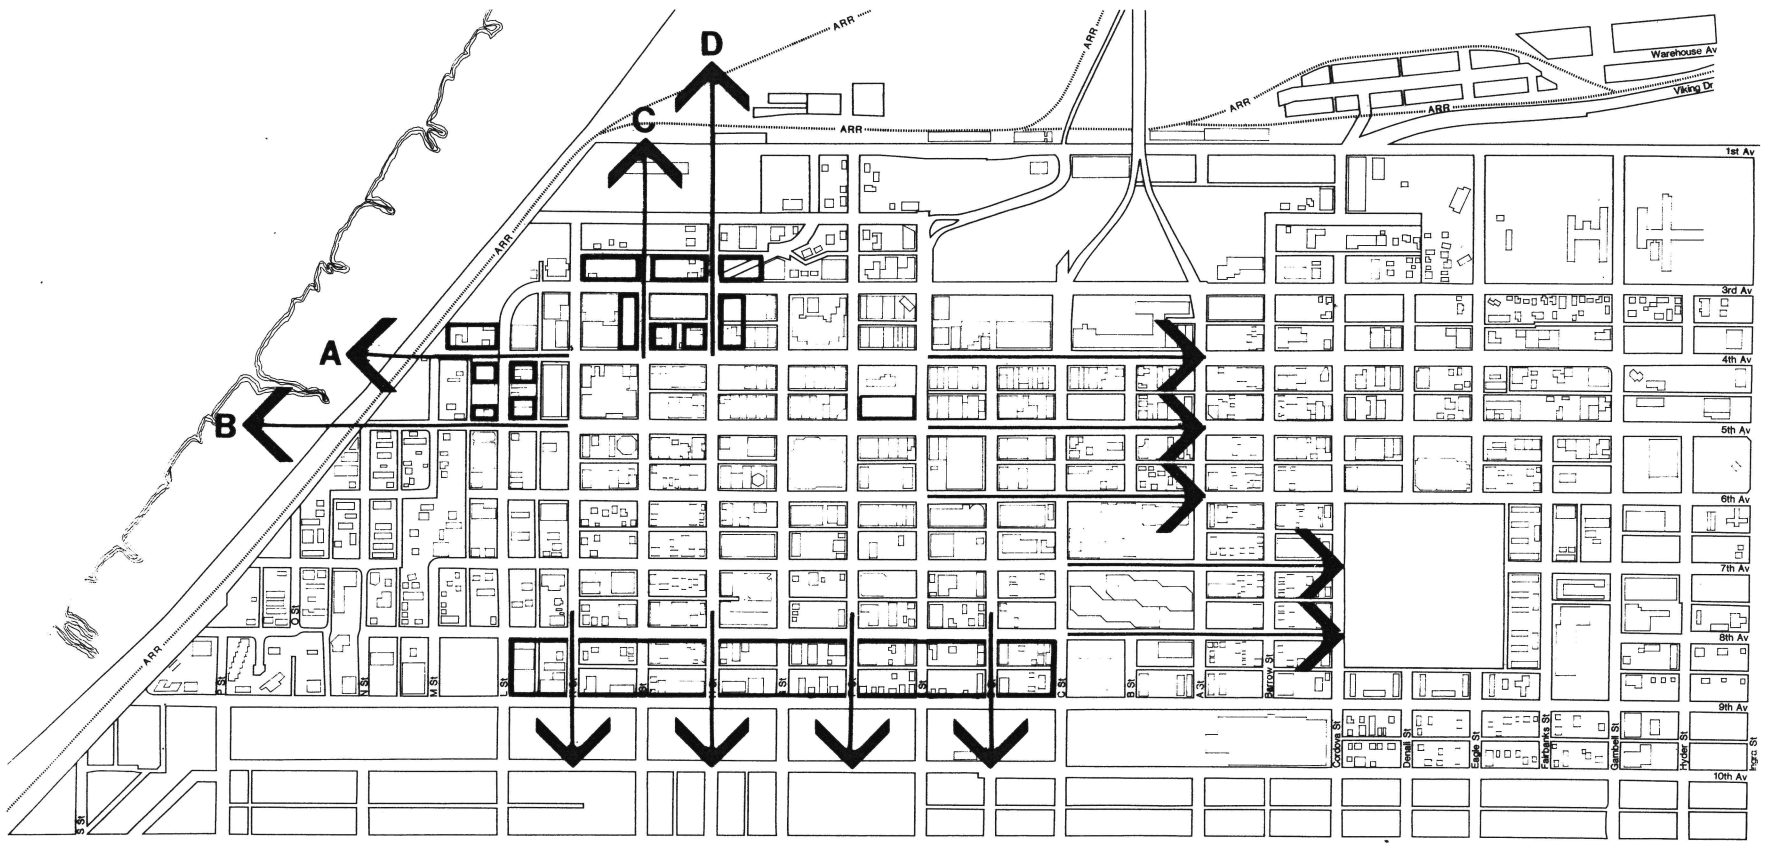 D
ARR
ARR
Warehouse Av
Viking Dr
ARR
ARR
ARR
C
1st Av
ARR
3rd Av
A
4th Av
B
5th Av
6th Av
7th Av
O St
8th Av
ARR
P St
N St
M St
L St
G St
C St
B St
A St
Barrow St
9th Av
Cordova St
Denali St
Eagle St
Fairbanks St
Gambell St
Hyder St
10th Av
S St